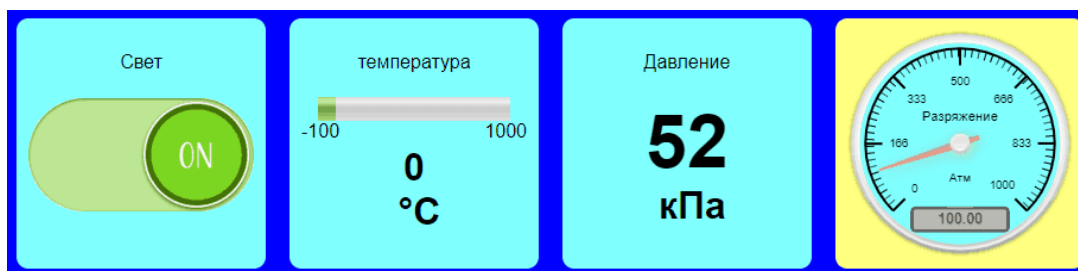 Свет
ON
температура
-100 1000
0
°C
Давление
52
кПа
500
333 666
Разряжение
166 833
Атм
0 1000
100.00